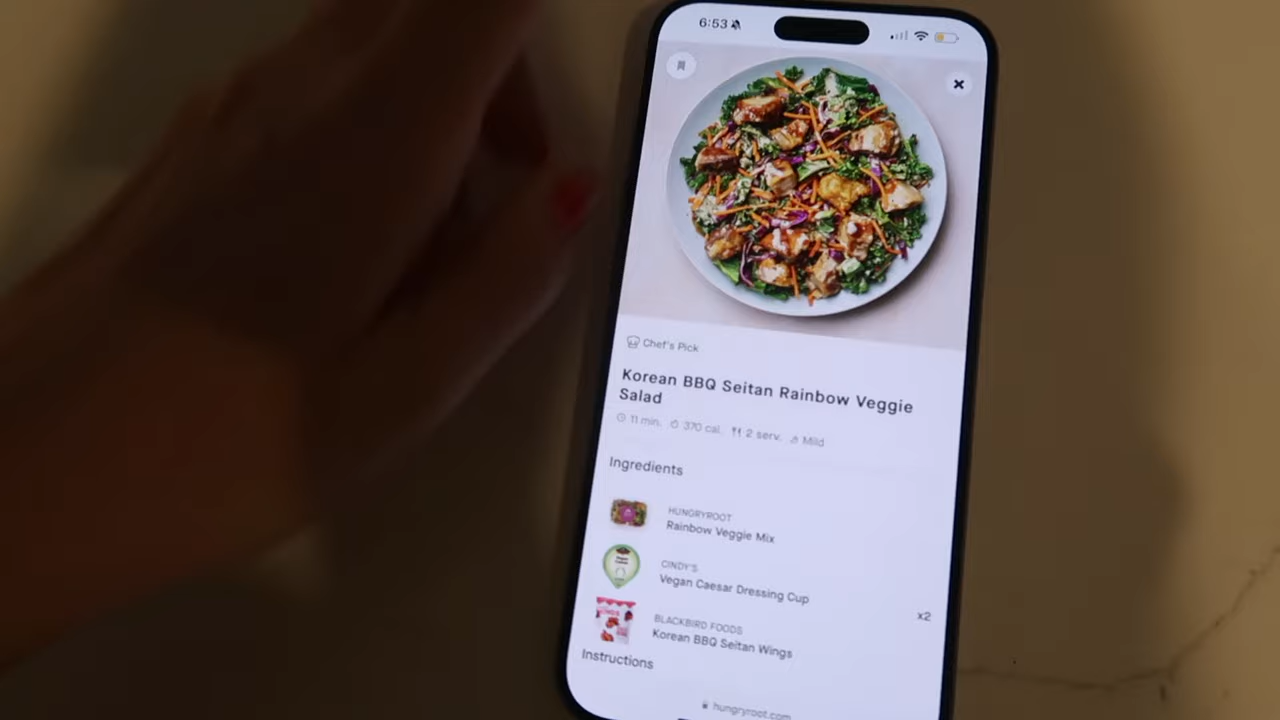 6:53
Chef's Pick
Korean BBQ Seitan Rainbow Veggie
Salad
11 min. 370 cal. 2 serv. Mild
Ingredients
HUNGRYROOT
Rainbow Veggie Mix
CINDY'S
Vegan Caesar Dressing Cup
x2
BLACKBIRD FOODS
Korean BBQ Seitan Wings
Instructions
hungryroot.com